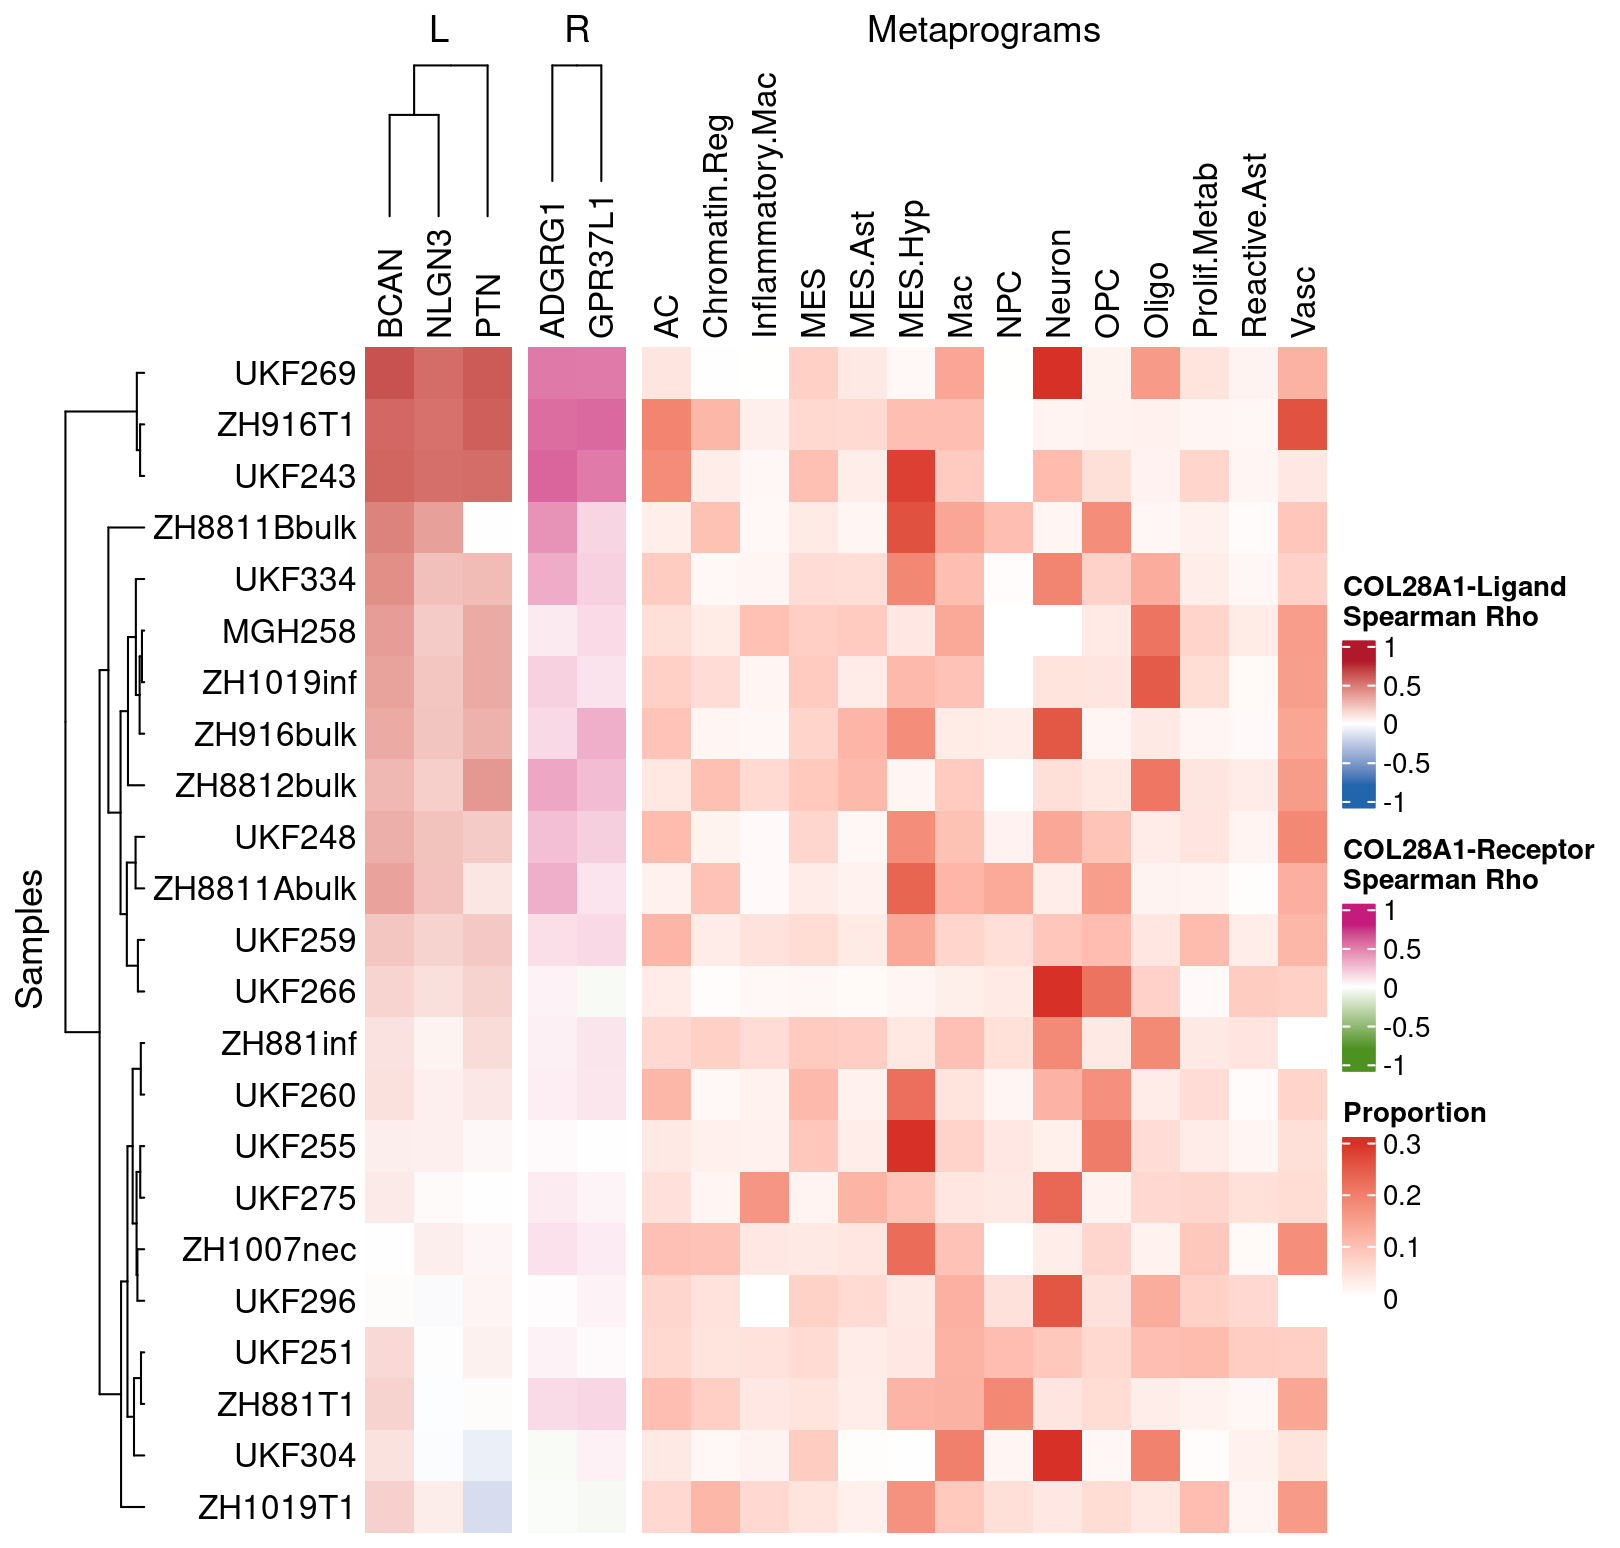 L
R
Metaprograms
BCAN
NLGN3
PTN
ADGRG1
GPR37L1
AC
Chromatin.Reg
Inflammatory.Mac
MES
MES.Ast
MES.Hyp
Mac
NPC
Neuron
OPC
Oligo
Prolif.Metab
Reactive.Ast
Vasc
Samples
UKF269
ZH916T1
UKF243
ZH8811Bbulk
UKF334
MGH258
ZH1019inf
ZH916bulk
ZH8812bulk
UKF248
ZH8811Abulk
UKF259
UKF266
ZH881inf
UKF260
UKF255
UKF275
ZH1007nec
UKF296
UKF251
ZH881T1
UKF304
ZH1019T1
COL28A1-Ligand
Spearman Rho
1
0.5
0
-0.5
-1
COL28A1-Receptor
Spearman Rho
1
0.5
0
-0.5
-1
Proportion
0.3
0.2
0.1
0